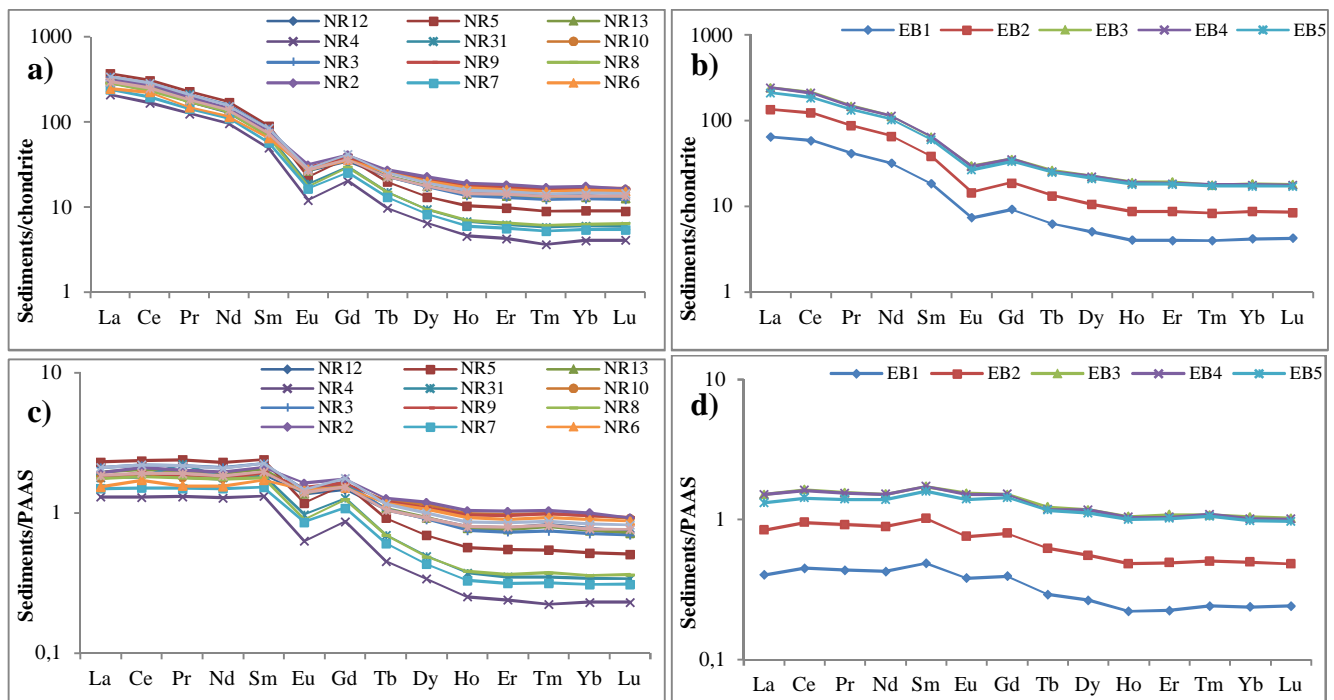 NR12 NR5 NR13
NR4 NR31 NR10
NR3 NR9 NR8
NR2 NR7 NR6
a)
Sediments/chondrite
1000
100
10
1
La Ce Pr Nd Sm Eu Gd Tb Dy Ho Er Tm Yb Lu
EB1 EB2 EB3 EB4 EB5
b)
Sediments/chondrite
1000
100
10
1
La Ce Pr Nd Sm Eu Gd Tb Dy Ho Er Tm Yb Lu
NR12 NR5 NR13
NR4 NR31 NR10
NR3 NR9 NR8
NR2 NR7 NR6
c)
Sediments/PAAS
10
1
0,1
La Ce Pr Nd Sm Eu Gd Tb Dy Ho Er Tm Yb Lu
EB1 EB2 EB3 EB4 EB5
d)
Sediments/PAAS
10
1
0,1
La Ce Pr Nd Sm Eu Gd Tb Dy Ho Er Tm Yb Lu